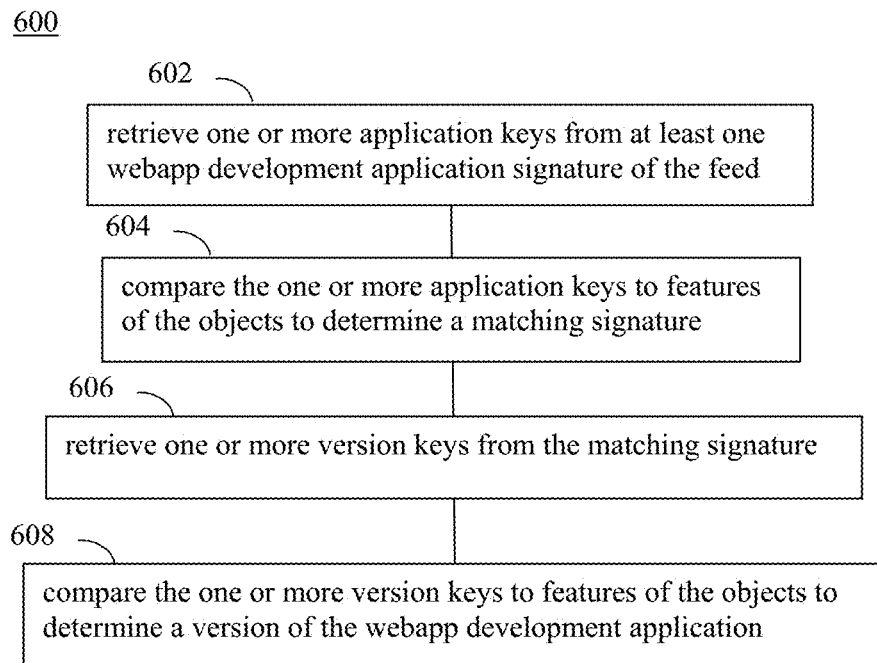 600
602
retrieve one or more application keys from at least one
webapp development application signature of the feed
604
compare the one or more application keys to features
of the objects to determine a matching signature
606
retrieve one or more version keys from the matching signature
608
compare the one or more version keys to features of the objects to
determine a version of the webapp development application